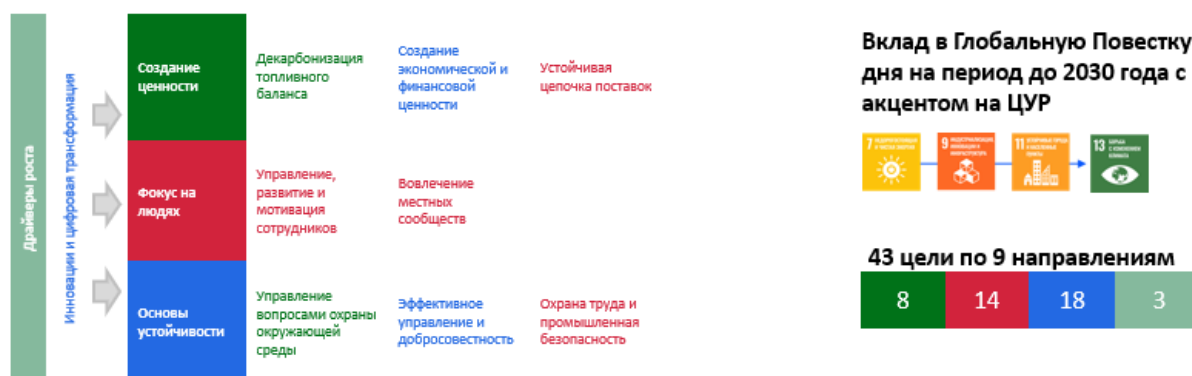 Драйверы роста
Инновации и цифровая трансформация
Создание
ценности
Декарбонизация
топливного
баланса
Создание
экономической и
финансовой
ценности
Устойчивая
цепочка поставок
Фокус на
людях
Управление,
развитие и
мотивация
сотрудников
Вовлечение
местных
сообществ
Основы
устойчивости
Управление
вопросами охраны
окружающей
среды
Эффективное
управление и
добросовестность
Охрана труда и
промышленная
безопасность
Вклад в Глобальную Повестку
дня на период до 2030 года с
акцентом на ЦУР
7
9
11
13
43 цели по 9 направлениям
8
14
18
3